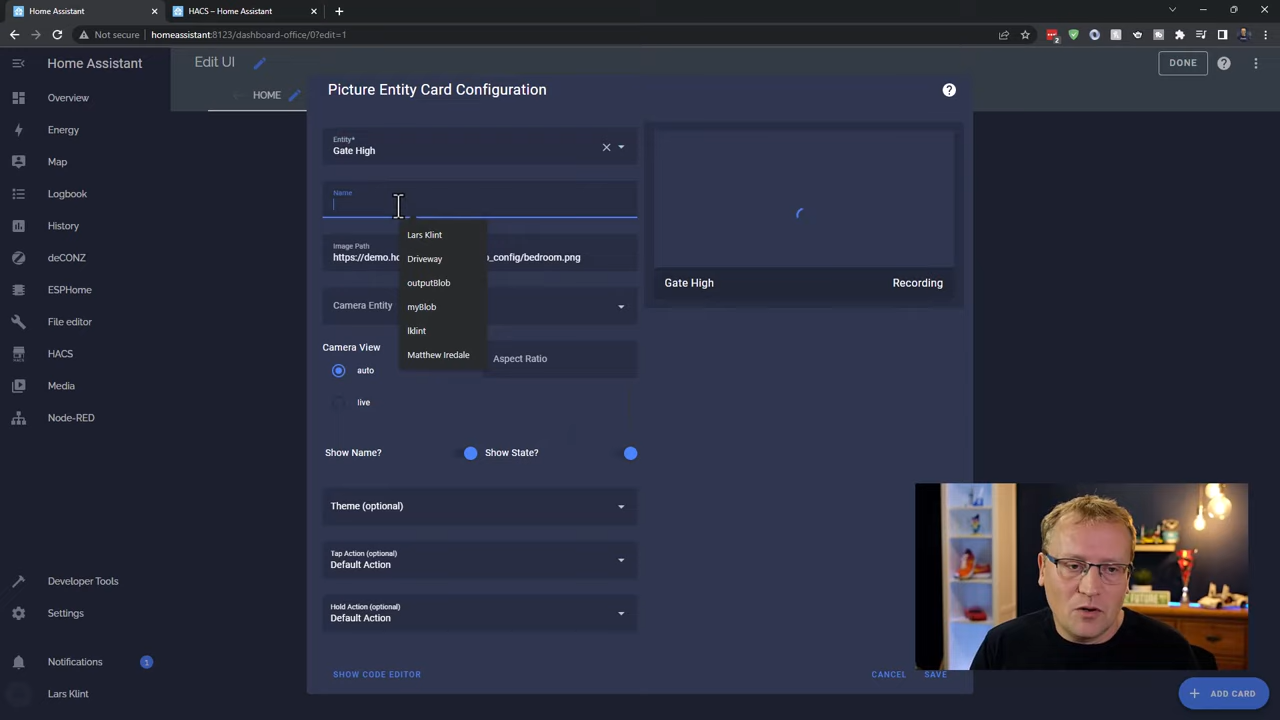 Home Assistant
HACS – Home Assistant
Not secure
homeassistant:8123/dashboard-office/0?edit=1
2
Home Assistant
Edit UI
DONE
HOME
Overview
Energy
Map
Logbook
History
deCONZ
ESPHome
File editor
HACS
Media
Node-RED
Developer Tools
Settings
Notifications
1
Lars Klint
Picture Entity Card Configuration
Entity*
Gate High
Name
Lars Klint
Driveway
outputBlob
myBlob
lklint
Matthew Iredale
Image Path
https://demo.ho
o_config/bedroom.png
Camera Entity
Camera View
auto
live
Aspect Ratio
Show Name?
Show State?
Theme (optional)
Tap Action (optional)
Default Action
Hold Action (optional)
Default Action
SHOW CODE EDITOR
CANCEL
SAVE
Gate High
Recording
ADD CARD